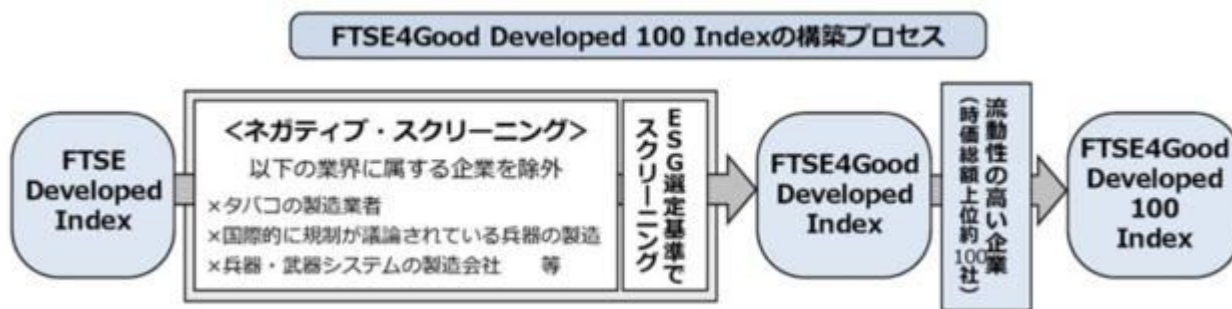 FTSE4Good Developed 100 Indexの構築プロセス
FTSE
Developed
Index
<ネガティブ・スクリーニング>
以下の業界に属する企業を除外
×タバコの製造業者
×国際的に規制が議論されている兵器の製造
×兵器・武器システムの製造会社 等
ESG選定基準で
スクリーニング
FTSE4Good
Developed
Index
流動性の高い企業
(時価総額上位約100社)
FTSE4Good
Developed
100
Index